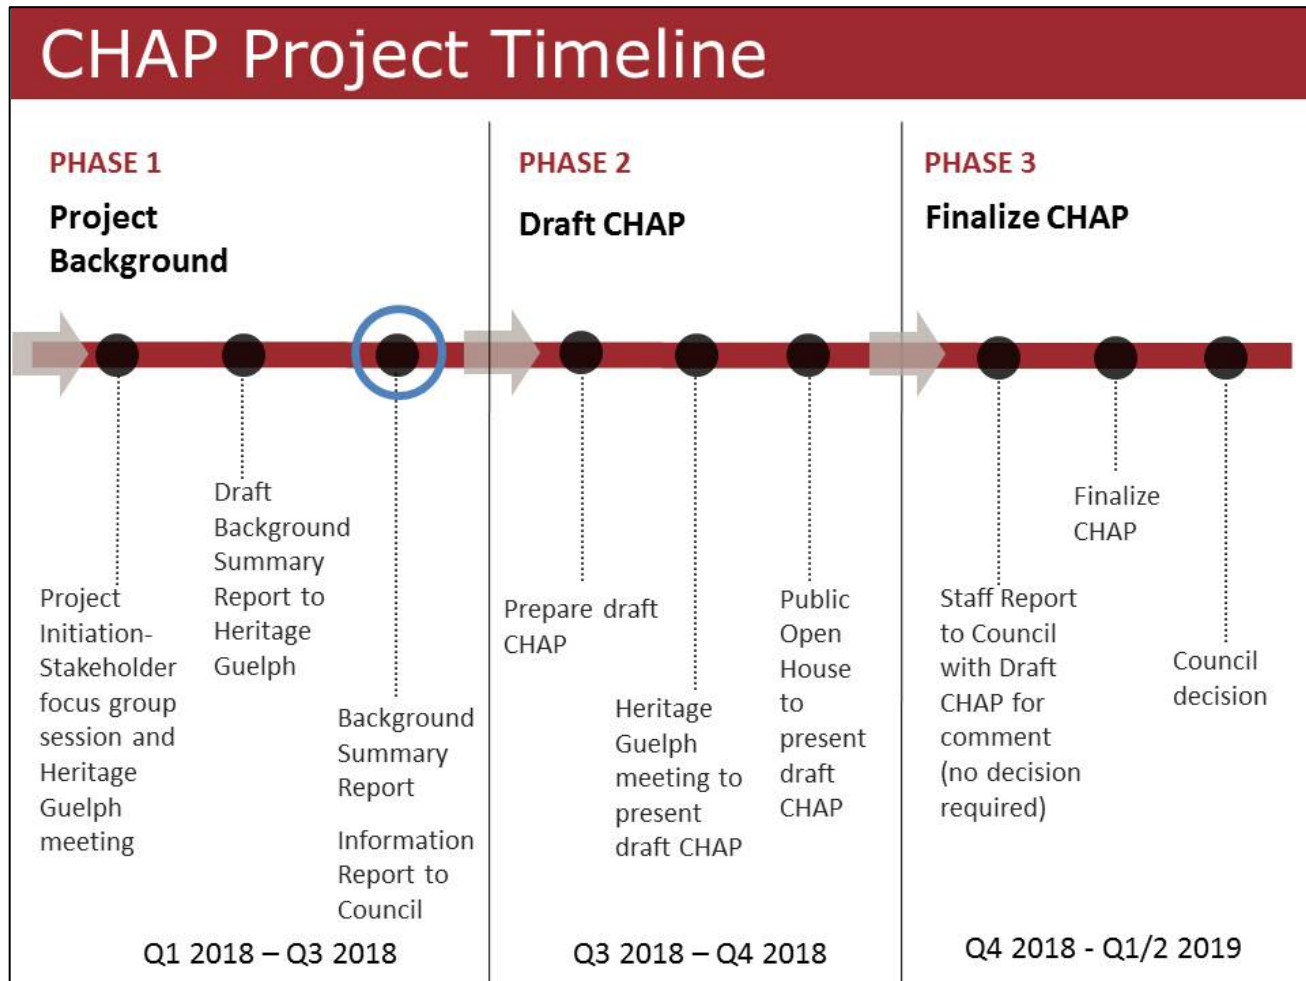 CHAP Project Timeline
PHASE 1
Project
Background
Project
Initiation-
Stakeholder
focus group
session and
Heritage
Guelph
meeting
Draft
Background
Summary
Report to
Heritage
Guelph
Background
Summary
Report
Information
Report to
Council
Q1 2018 – Q3 2018
PHASE 2
Draft CHAP
Prepare draft
CHAP
Heritage
Guelph
meeting to
present
draft CHAP
Public
Open
House
to
present
draft
CHAP
Q3 2018 – Q4 2018
PHASE 3
Finalize CHAP
Staff Report
to Council
with Draft
CHAP for
comment
(no decision
required)
Finalize
CHAP
Council
decision
Q4 2018 - Q1/2 2019